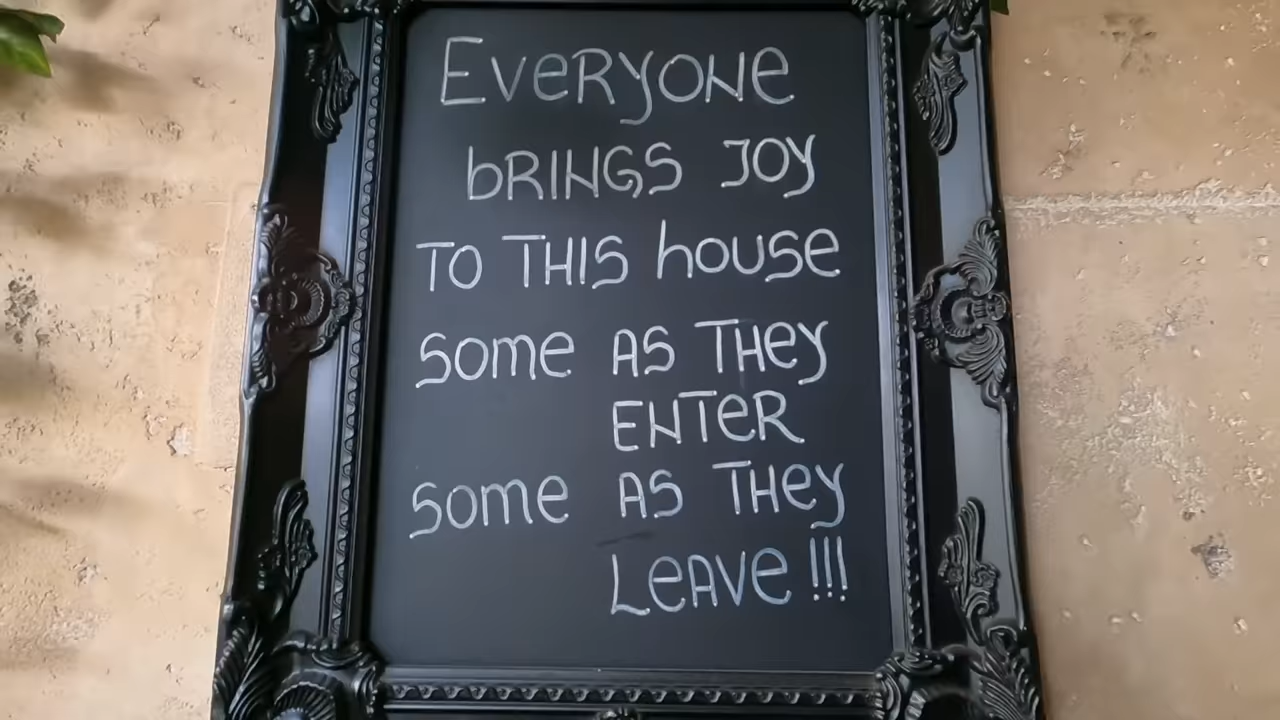 EveRyONe
bRINGS JOY
TO THIS house
some AS THey
ENTeR
some AS THey
LeAVe !!!